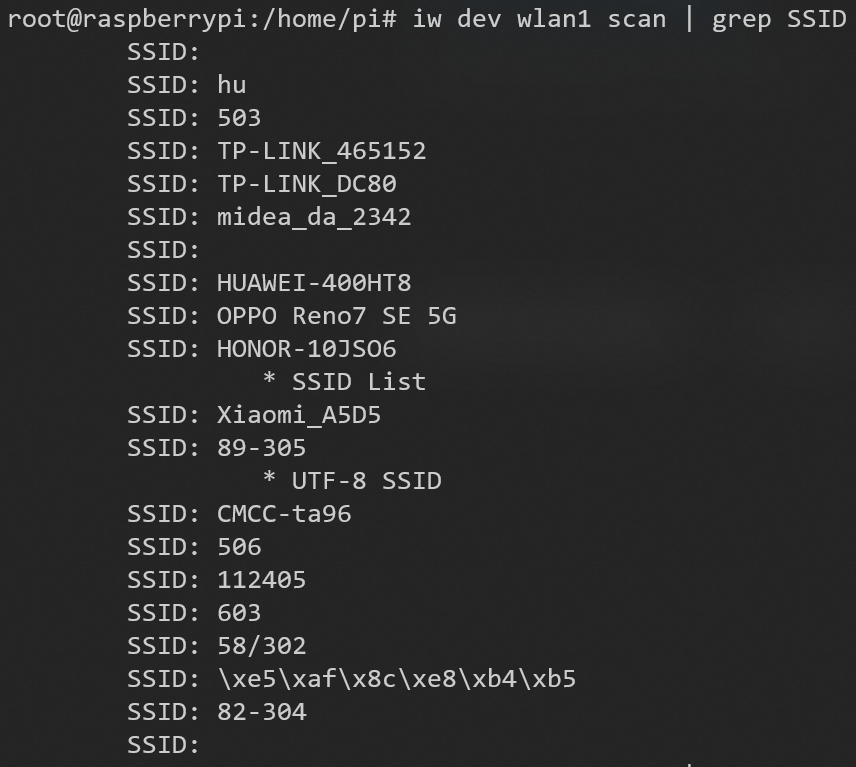 root@raspberrypi:/home/pi# iw dev wlan1 scan | grep SSID
SSID:
SSID: hu
SSID: 503
SSID: TP-LINK_465152
SSID: TP-LINK_DC80
SSID: midea_da_2342
SSID:
SSID: HUAWEI-400HT8
SSID: OPPO Reno7 SE 5G
SSID: HONOR-10JSO6
* SSID List
SSID: Xiaomi_A5D5
SSID: 89-305
* UTF-8 SSID
SSID: CMCC-ta96
SSID: 506
SSID: 112405
SSID: 603
SSID: 58/302
SSID: \xe5\xaf\x8c\xe8\xb4\xb5
SSID: 82-304
SSID: